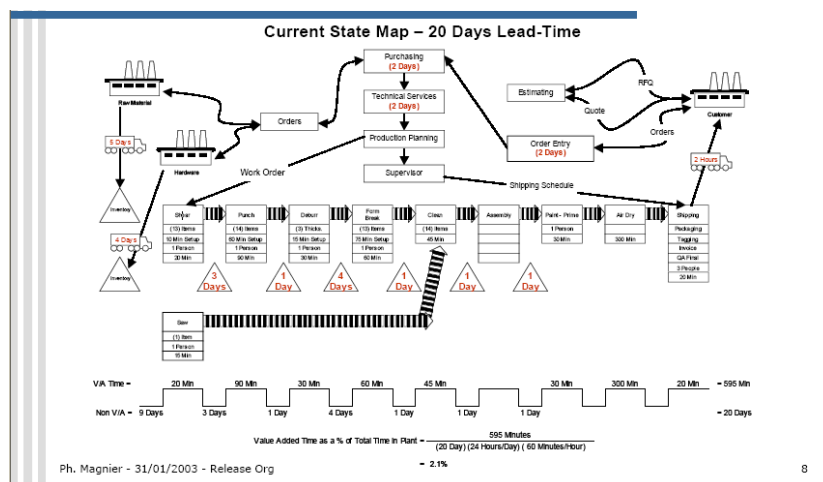 Current State Map – 20 Days Lead-Time
Purchasing
(2 Days)
Technical Services
(2 Days)
Production Planning
Supervisor
Estimating
RFQ
Quote
Orders
Order Entry
(2 Days)
Customer
2 Hours
Raw Material
Orders
Hardware
5 Days
Inventory
4 Days
Inventory
Work Order
Shipping Schedule
Shear
(13) Items
10 Min Setup
1 Person
20 Min
Punch
(14) Items
60 Min Setup
1 Person
90 Min
Deburr
(3) Thicks.
15 Min Setup
1 Person
30 Min
Form
Break
(13) Items
75 Min Setup
1 Person
60 Min
Clean
(14) Items
45 Min
Assembly
Paint - Prime
1 Person
30 Min
Air Dry
300 Min
Shipping
Packaging
Tagging
Invoice
QA Final
3 People
20 Min
3
Days
1
Day
4
Days
1
Day
1
Day
1
Day
Saw
(1) Item
1 Person
15 Min
V/A Time = 20 Min 90 Min 30 Min 60 Min 45 Min 30 Min 300 Min 20 Min = 595 Min
Non V/A = 9 Days 3 Days 1 Day 4 Days 1 Day 1 Day 1 Day = 20 Days
Value Added Time as a % of Total Time in Plant = 595 Minutes
(20 Day) (24 Hours/Day) ( 60 Minutes/Hour)
= 2.1%
Ph. Magnier - 31/01/2003 - Release Org
8